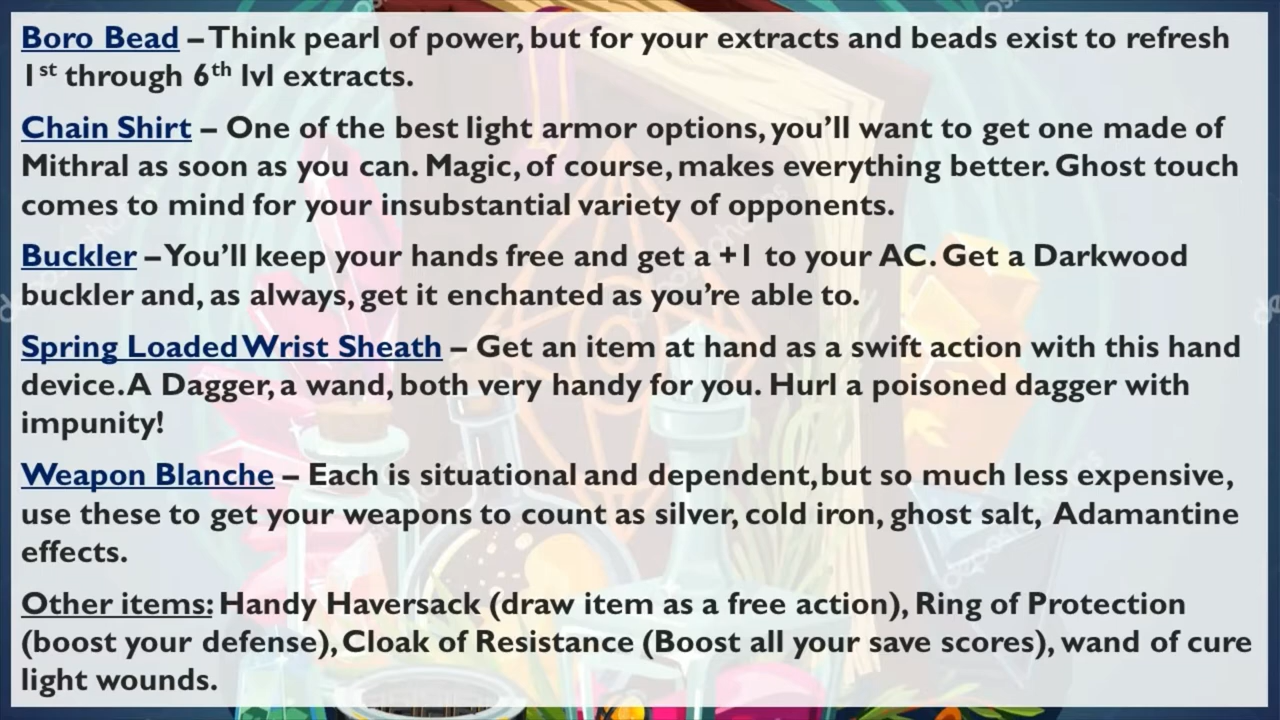 Boro Bead – Think pearl of power, but for your extracts and beads exist to refresh
1st through 6th lvl extracts.
Chain Shirt – One of the best light armor options, you'll want to get one made of
Mithral as soon as you can. Magic, of course, makes everything better. Ghost touch
comes to mind for your insubstantial variety of opponents.
Buckler – You'll keep your hands free and get a +1 to your AC. Get a Darkwood
buckler and, as always, get it enchanted as you're able to.
Spring Loaded Wrist Sheath – Get an item at hand as a swift action with this hand
device. A Dagger, a wand, both very handy for you. Hurl a poisoned dagger with
impunity!
Weapon Blanche – Each is situational and dependent, but so much less expensive,
use these to get your weapons to count as silver, cold iron, ghost salt, Adamantine
effects.
Other items: Handy Haversack (draw item as a free action), Ring of Protection
(boost your defense), Cloak of Resistance (Boost all your save scores), wand of cure
light wounds.